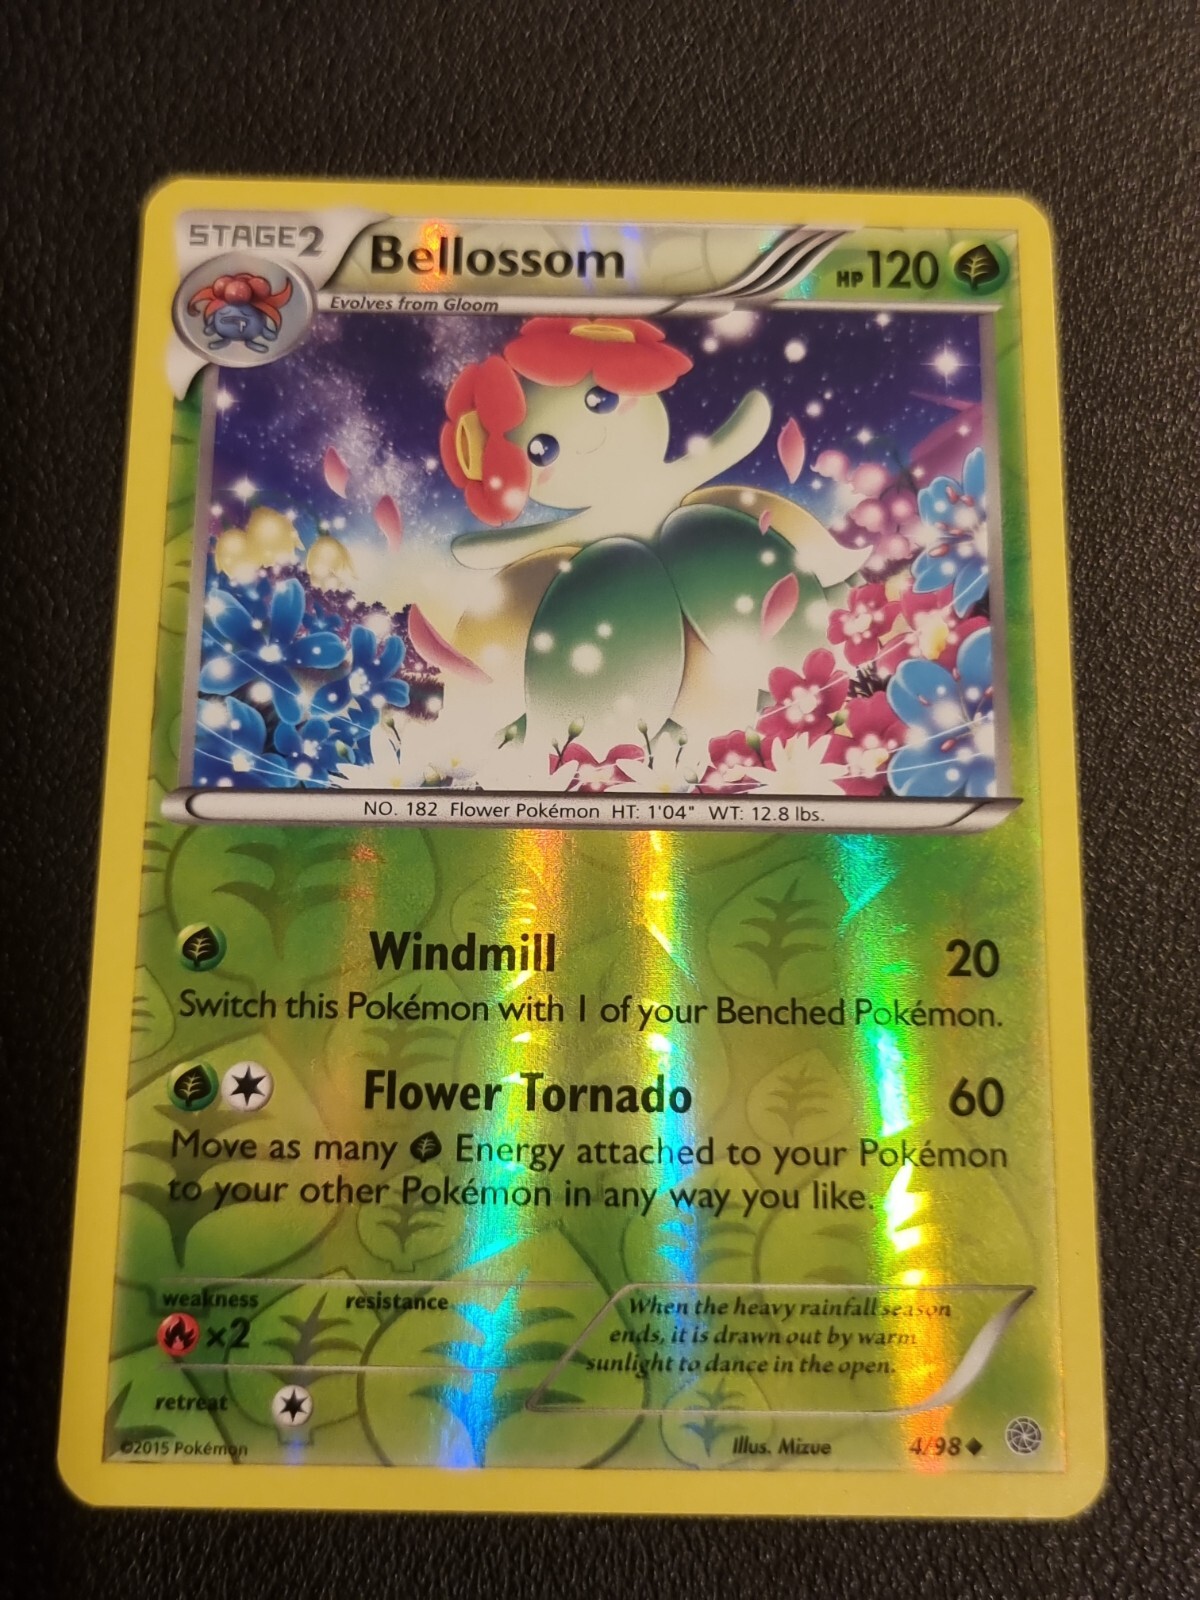 STAGE2
Bellossom
HP120
Evolves from Gloom
NO. 182 Flower Pokémon HT: 1'04" WT: 12.8 lbs.
Windmill 20
Switch this Pokémon with 1 of your Benched Pokémon.
Flower Tornado 60
Move as many Energy attached to your Pokémon
to your other Pokémon in any way you like.
weakness resistance
×2
retreat
When the heavy rainfall season
ends, it is drawn out by warm
sunlight to dance in the open.
©2015 Pokémon
Illus. Mizue
4/98